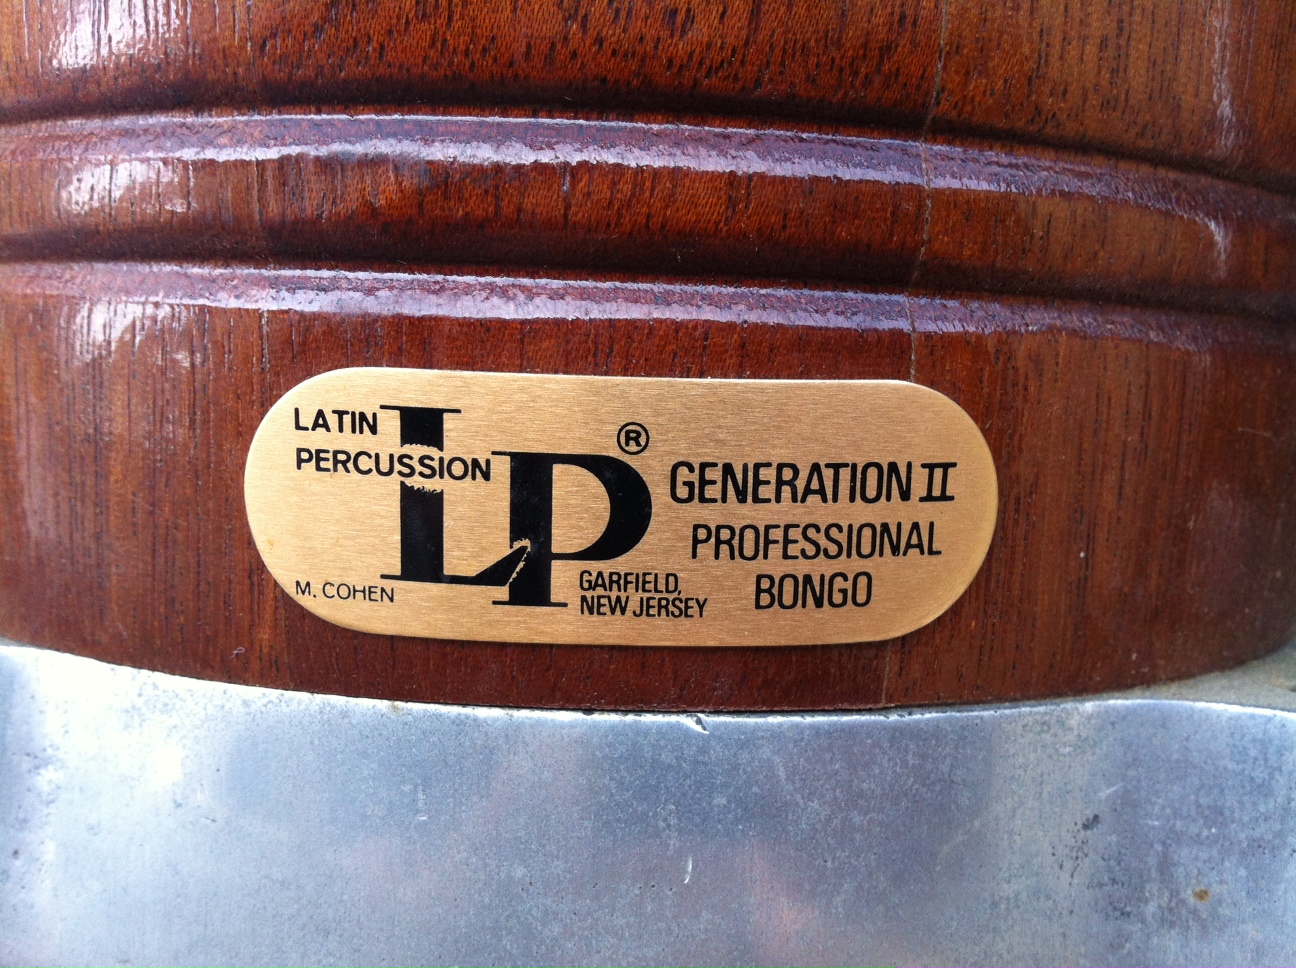 LATIN
PERCUSSION
LP®
GENERATION II
PROFESSIONAL
BONGO
M. COHEN
GARFIELD,
NEW JERSEY